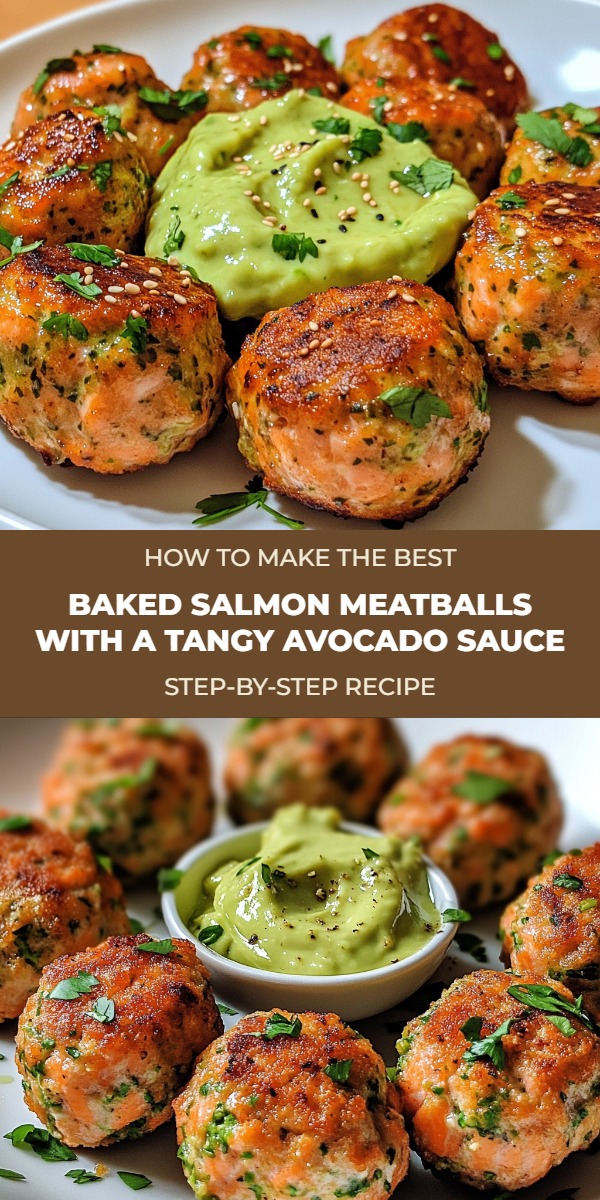 HOW TO MAKE THE BEST
BAKED SALMON MEATBALLS
WITH A TANGY AVOCADO SAUCE
STEP-BY-STEP RECIPE